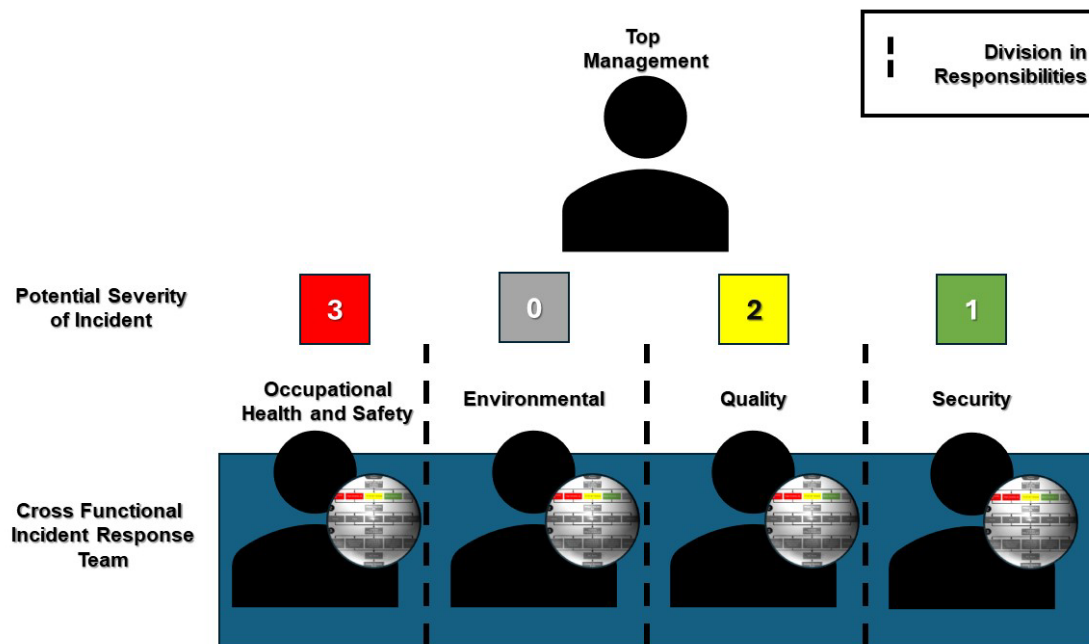 Top
Management
Division in
Responsibilities
Potential Severity
of Incident
3
0
2
1
Occupational
Health and Safety
Environmental
Quality
Security
Cross Functional
Incident Response
Team